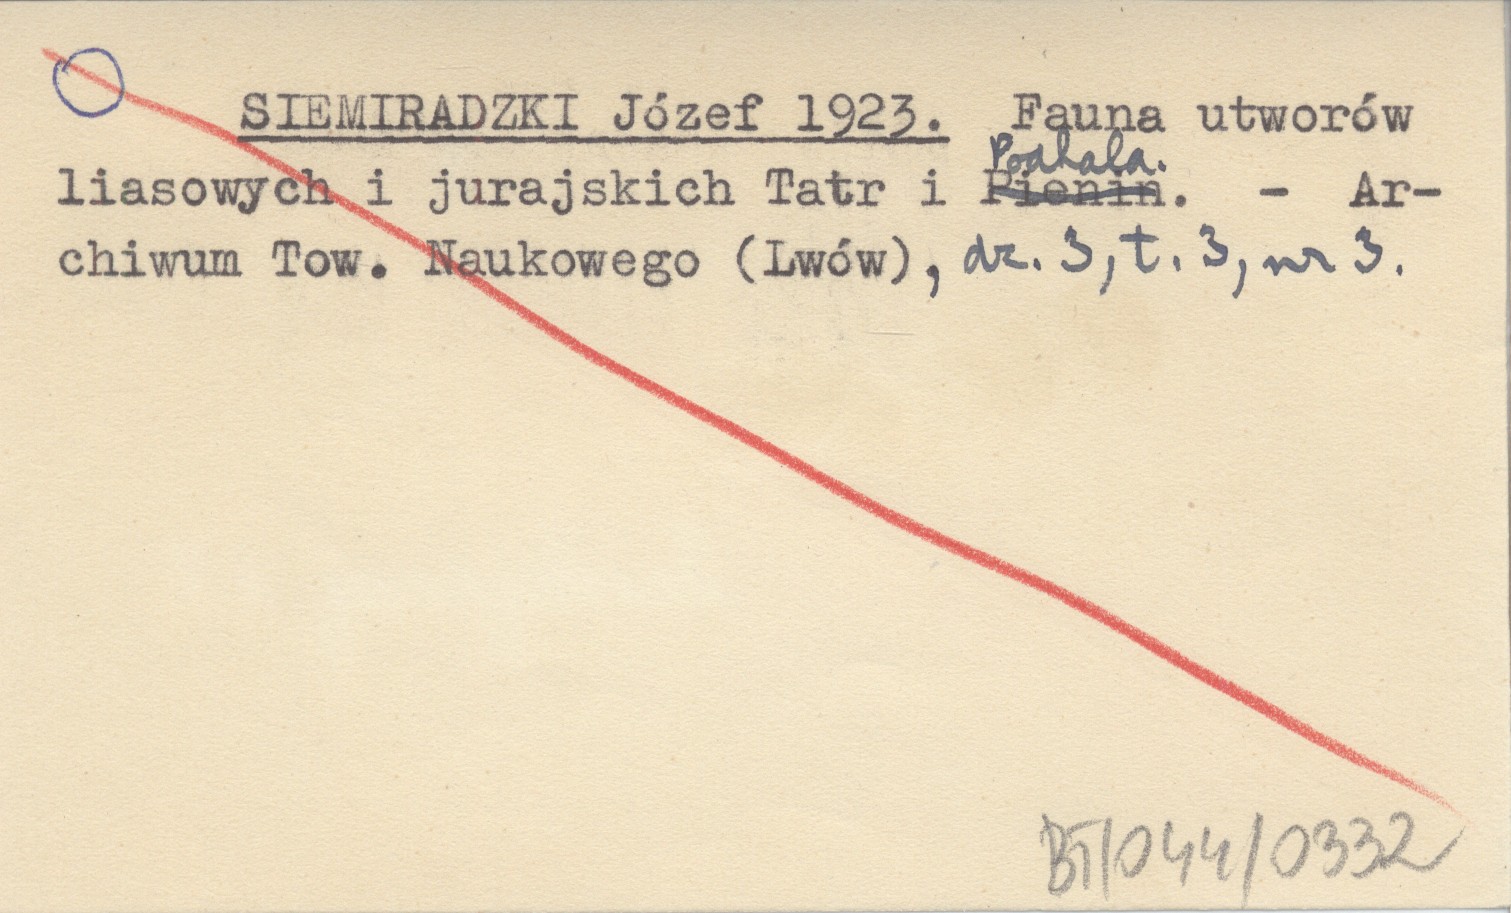 SIEMIRADZKI Józef 1923. Fauna utworów
Podhala.
liasowych i jurajskich Tatr i Pienin. - Ar-
chiwum Tow. Naukowego (Lwów), dz. 3, t. 3, nr 3.
BT/044/0332